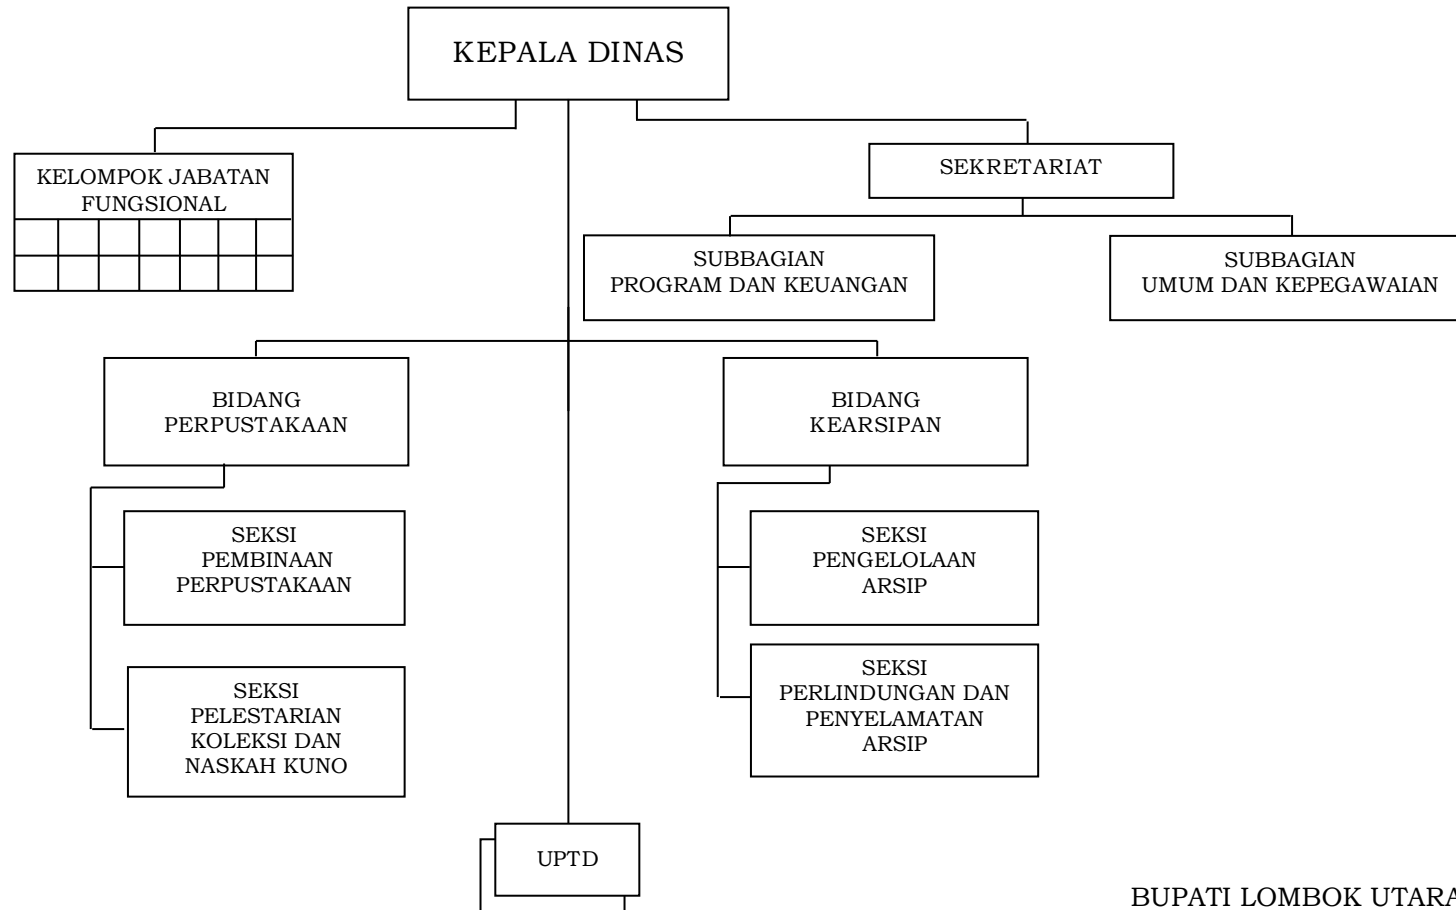 KEPALA DINAS
KELOMPOK JABATAN
FUNGSIONAL
SEKRETARIAT
SUBBAGIAN
PROGRAM DAN KEUANGAN
SUBBAGIAN
UMUM DAN KEPEGAWAIAN
BIDANG
PERPUSTAKAAN
BIDANG
KEARSIPAN
SEKSI
PEMBINAAN
PERPUSTAKAAN
SEKSI
PELESTARIAN
KOLEKSI DAN
NASKAH KUNO
SEKSI
PENGELOLAAN
ARSIP
SEKSI
PERLINDUNGAN DAN
PENYELAMATAN
ARSIP
UPTD
BUPATI LOMBOK UTARA